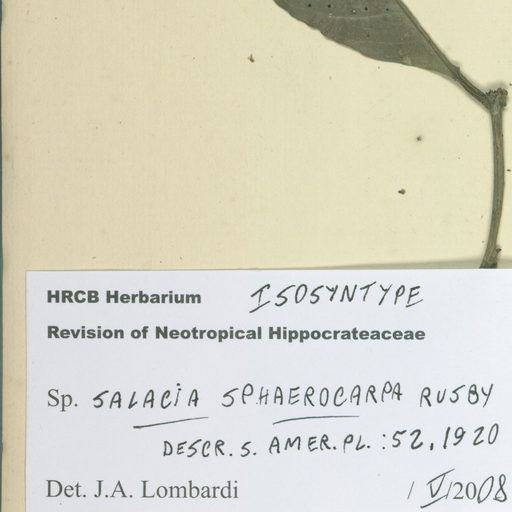 HRCB Herbarium ISOSYNTYPE
Revision of Neotropical Hippocrateaceae
Sp. SALACIA SPHAEROCARPA RUSBY
DESCR. S. AMER. PL. : 52, 1920
Det. J.A. Lombardi / V/2008